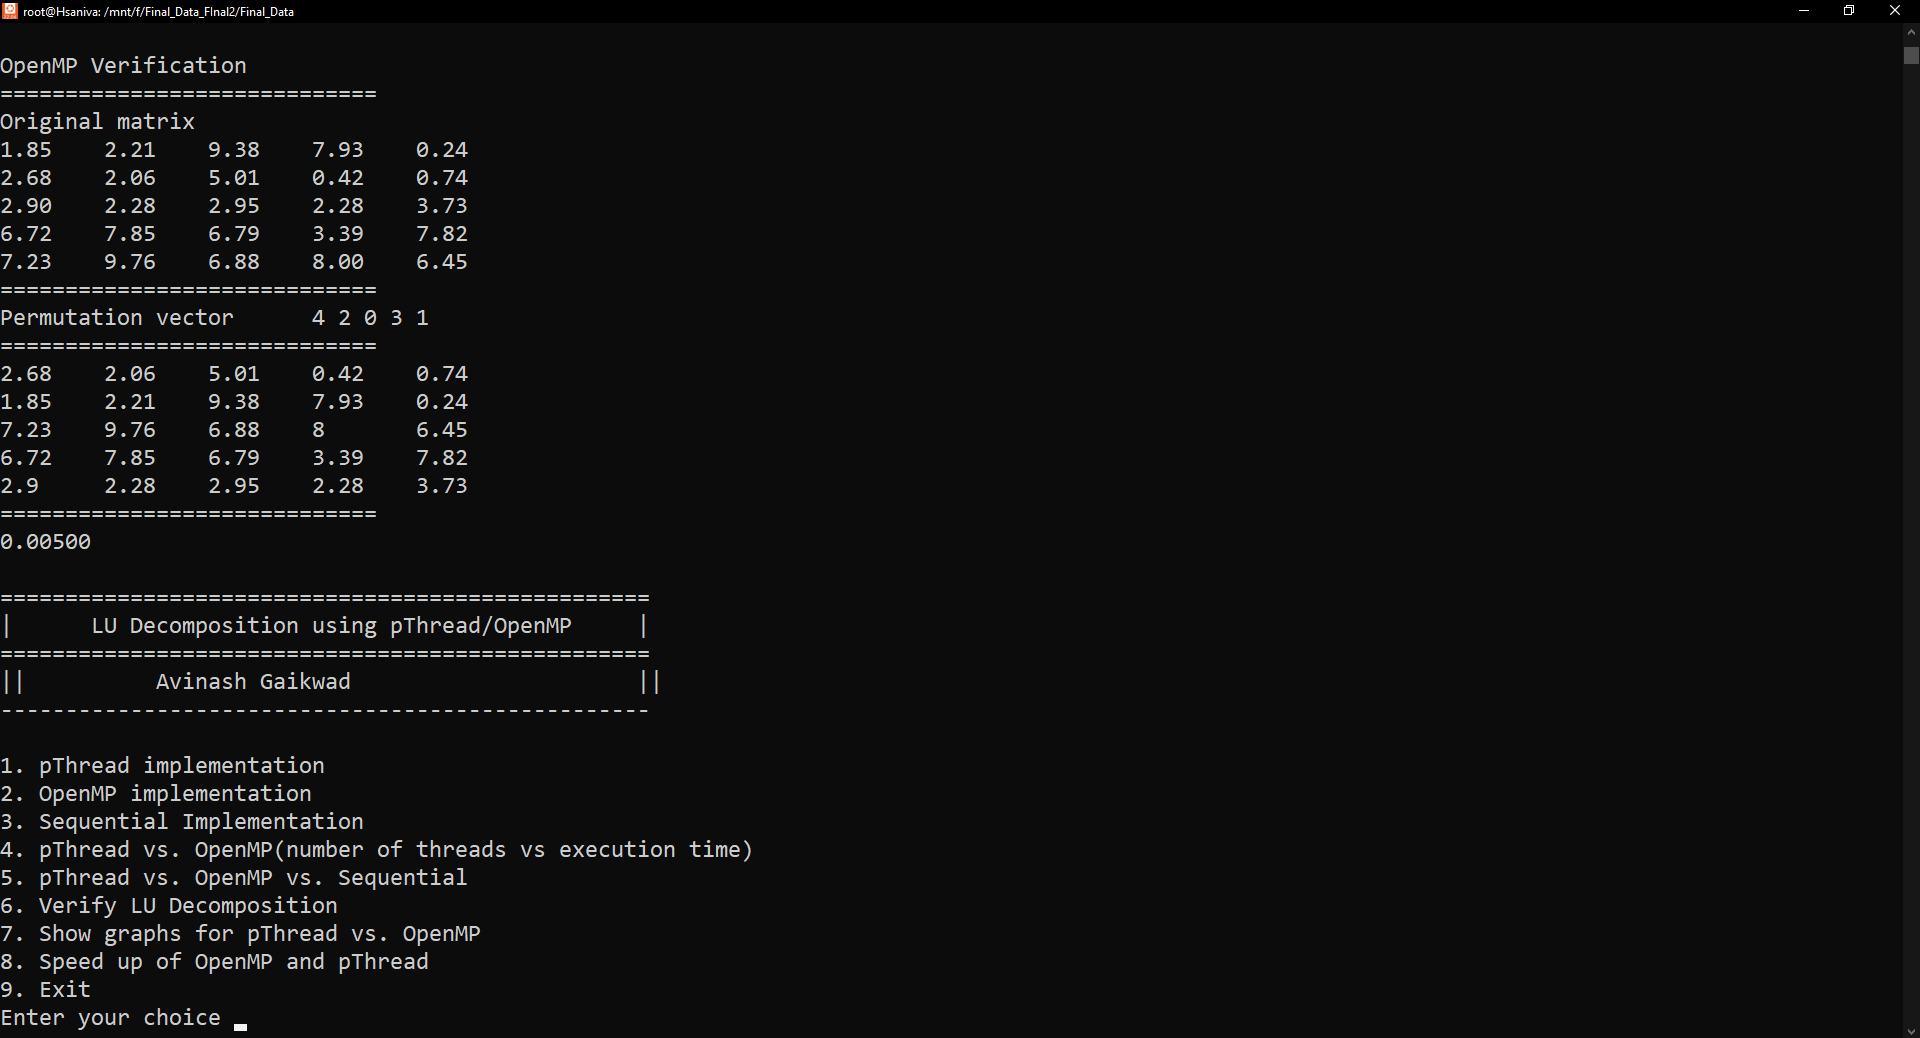 root@Hsaniva: /mnt/f/Final_Data_FInal2/Final_Data
OpenMP Verification
=============================
Original matrix
1.85    2.21    9.38    7.93    0.24
2.68    2.06    5.01    0.42    0.74
2.90    2.28    2.95    2.28    3.73
6.72    7.85    6.79    3.39    7.82
7.23    9.76    6.88    8.00    6.45
=============================
Permutation vector      4 2 0 3 1
=============================
2.68    2.06    5.01    0.42    0.74
1.85    2.21    9.38    7.93    0.24
7.23    9.76    6.88    8       6.45
6.72    7.85    6.79    3.39    7.82
2.9     2.28    2.95    2.28    3.73
=============================
0.00500
==================================================
|      LU Decomposition using pThread/OpenMP     |
==================================================
||          Avinash Gaikwad                      ||
--------------------------------------------------
1. pThread implementation
2. OpenMP implementation
3. Sequential Implementation
4. pThread vs. OpenMP(number of threads vs execution time)
5. pThread vs. OpenMP vs. Sequential
6. Verify LU Decomposition
7. Show graphs for pThread vs. OpenMP
8. Speed up of OpenMP and pThread
9. Exit
Enter your choice